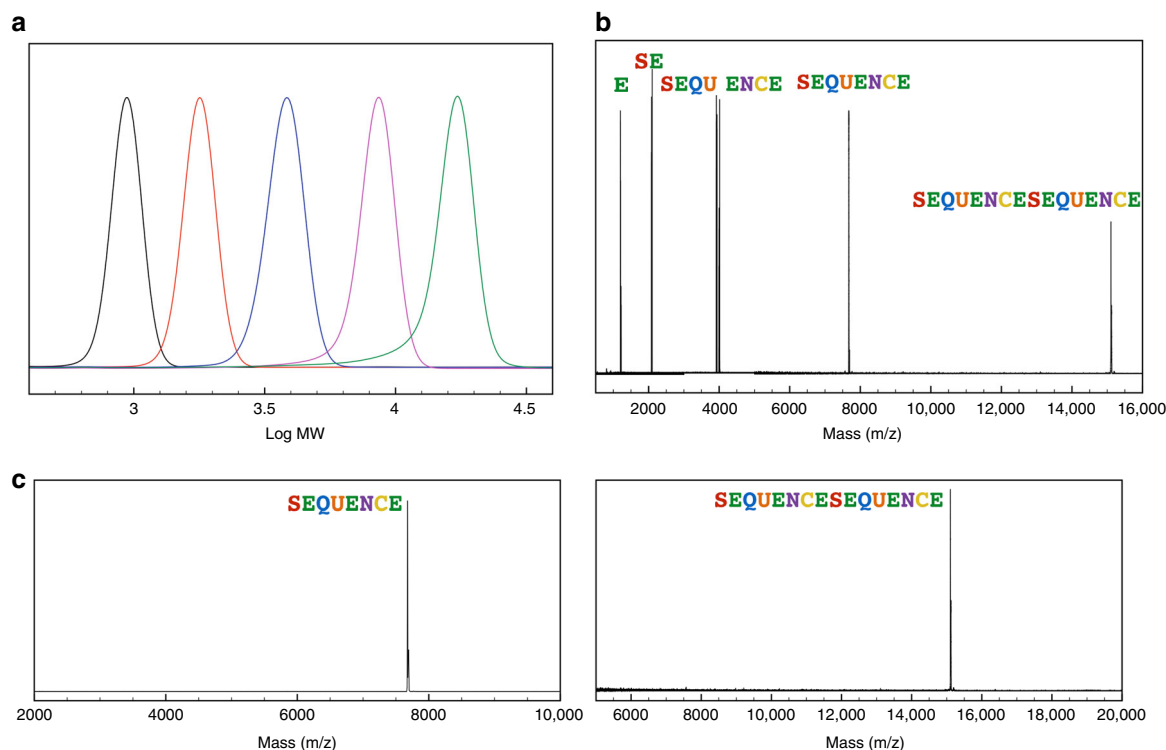 a
3 3.5 4 4.5
Log MW
b
SE
E SEQU ENCE SEQUENCE
SEQUENCESEQUENCE
2000 4000 6000 8000 10,000 12,000 14,000 16,000
Mass (m/z)
c
SEQUENCE
2000 4000 6000 8000 10,000
Mass (m/z)
SEQUENCESEQUENCE
6000 8000 10,000 12,000 14,000 16,000 18,000 20,000
Mass (m/z)